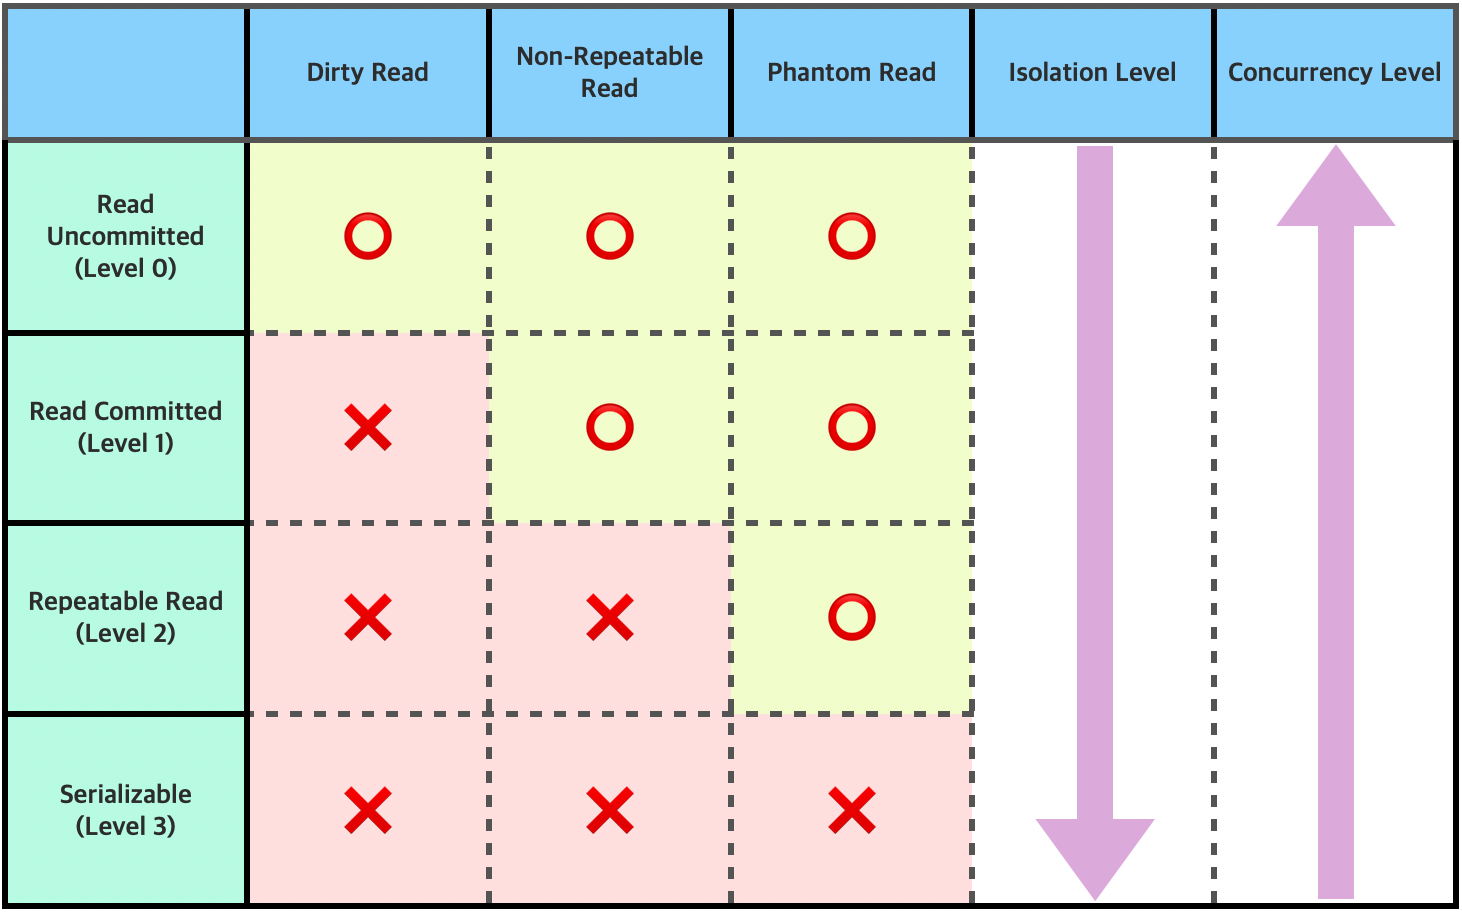 Dirty Read
Non-Repeatable
Read
Phantom Read
Isolation Level
Concurrency Level
Read
Uncommitted
(Level 0)
Read Committed
(Level 1)
Repeatable Read
(Level 2)
Serializable
(Level 3)